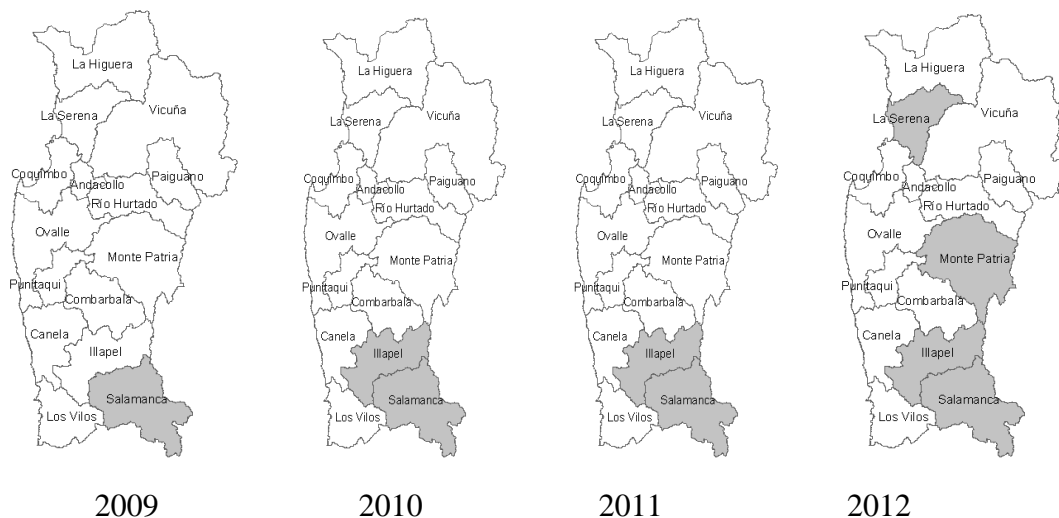 La Higuera
La Serena
Vicuña
Coquimbo
Andacollo
Paiguano
Río Hurtado
Ovalle
Monte Patria
Punitaqui
Combarbalá
Canela
Illapel
Salamanca
Los Vilos
2009
La Higuera
La Serena
Vicuña
Coquimbo
Andacollo
Paiguano
Río Hurtado
Ovalle
Monte Patria
Punitaqui
Combarbalá
Canela
Illapel
Salamanca
Los Vilos
2010
La Higuera
La Serena
Vicuña
Coquimbo
Andacollo
Paiguano
Río Hurtado
Ovalle
Monte Patria
Punitaqui
Combarbalá
Canela
Illapel
Salamanca
Los Vilos
2011
La Higuera
La Serena
Vicuña
Coquimbo
Andacollo
Paiguano
Río Hurtado
Ovalle
Monte Patria
Punitaqui
Combarbalá
Canela
Illapel
Salamanca
Los Vilos
2012